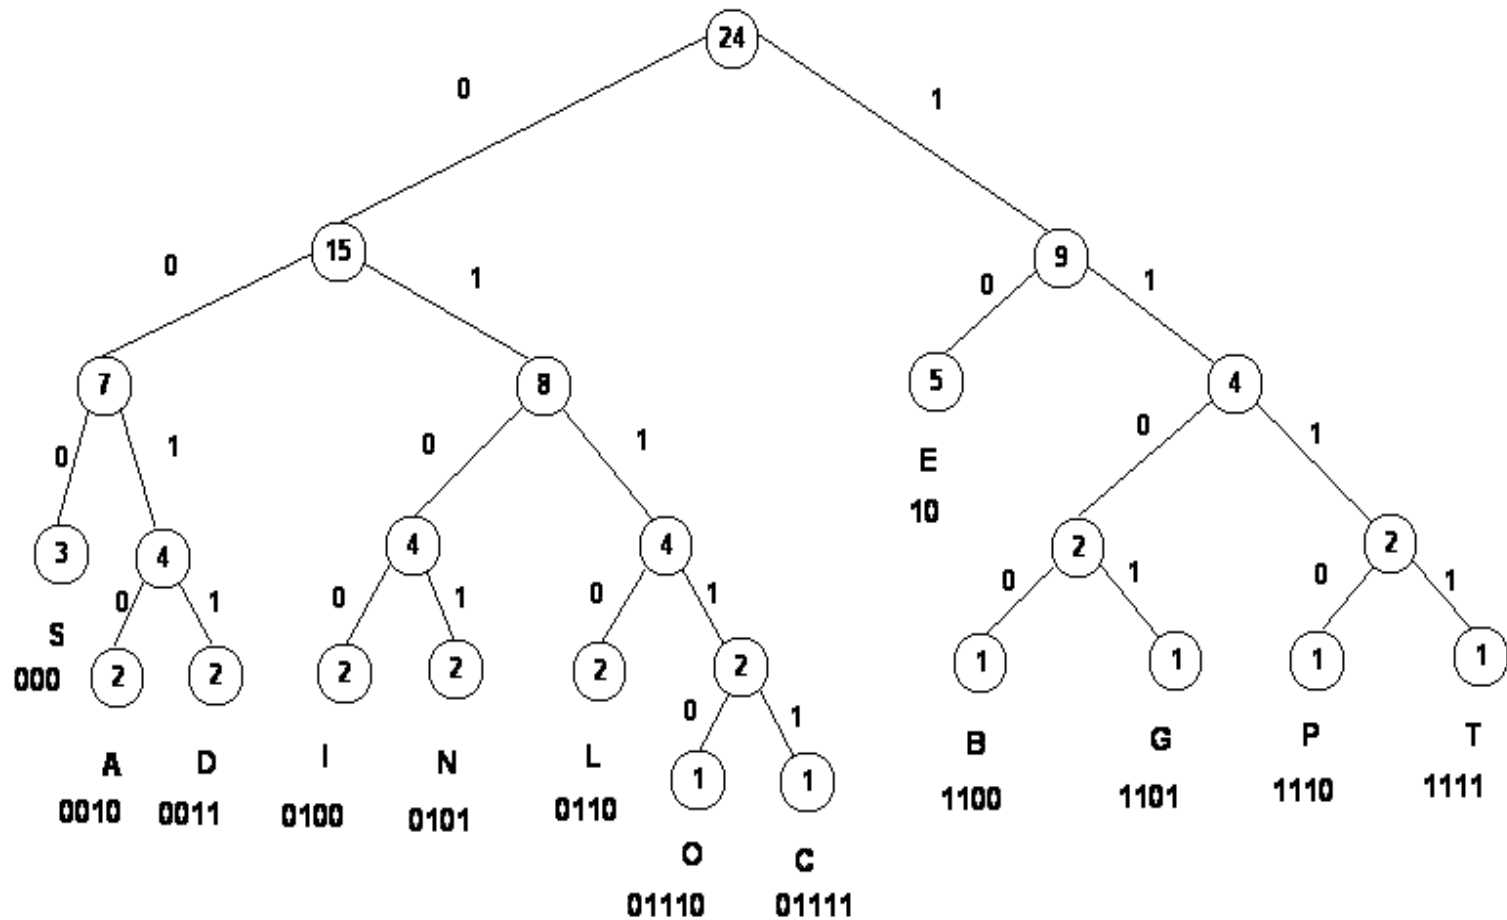 24
0 1
15 9
0 1 0 1
7 8 5 4
0 1 0 1 E 0 1
10
3 4 4 4 2 2
S 0 1 0 1 0 1 0 1 0 1
000 2 2 2 2 2 2 1 1 1 1
0 1
A D I N L 1 1 B G P T
0010 0011 0100 0101 0110 1100 1101 1110 1111
O C
01110 01111